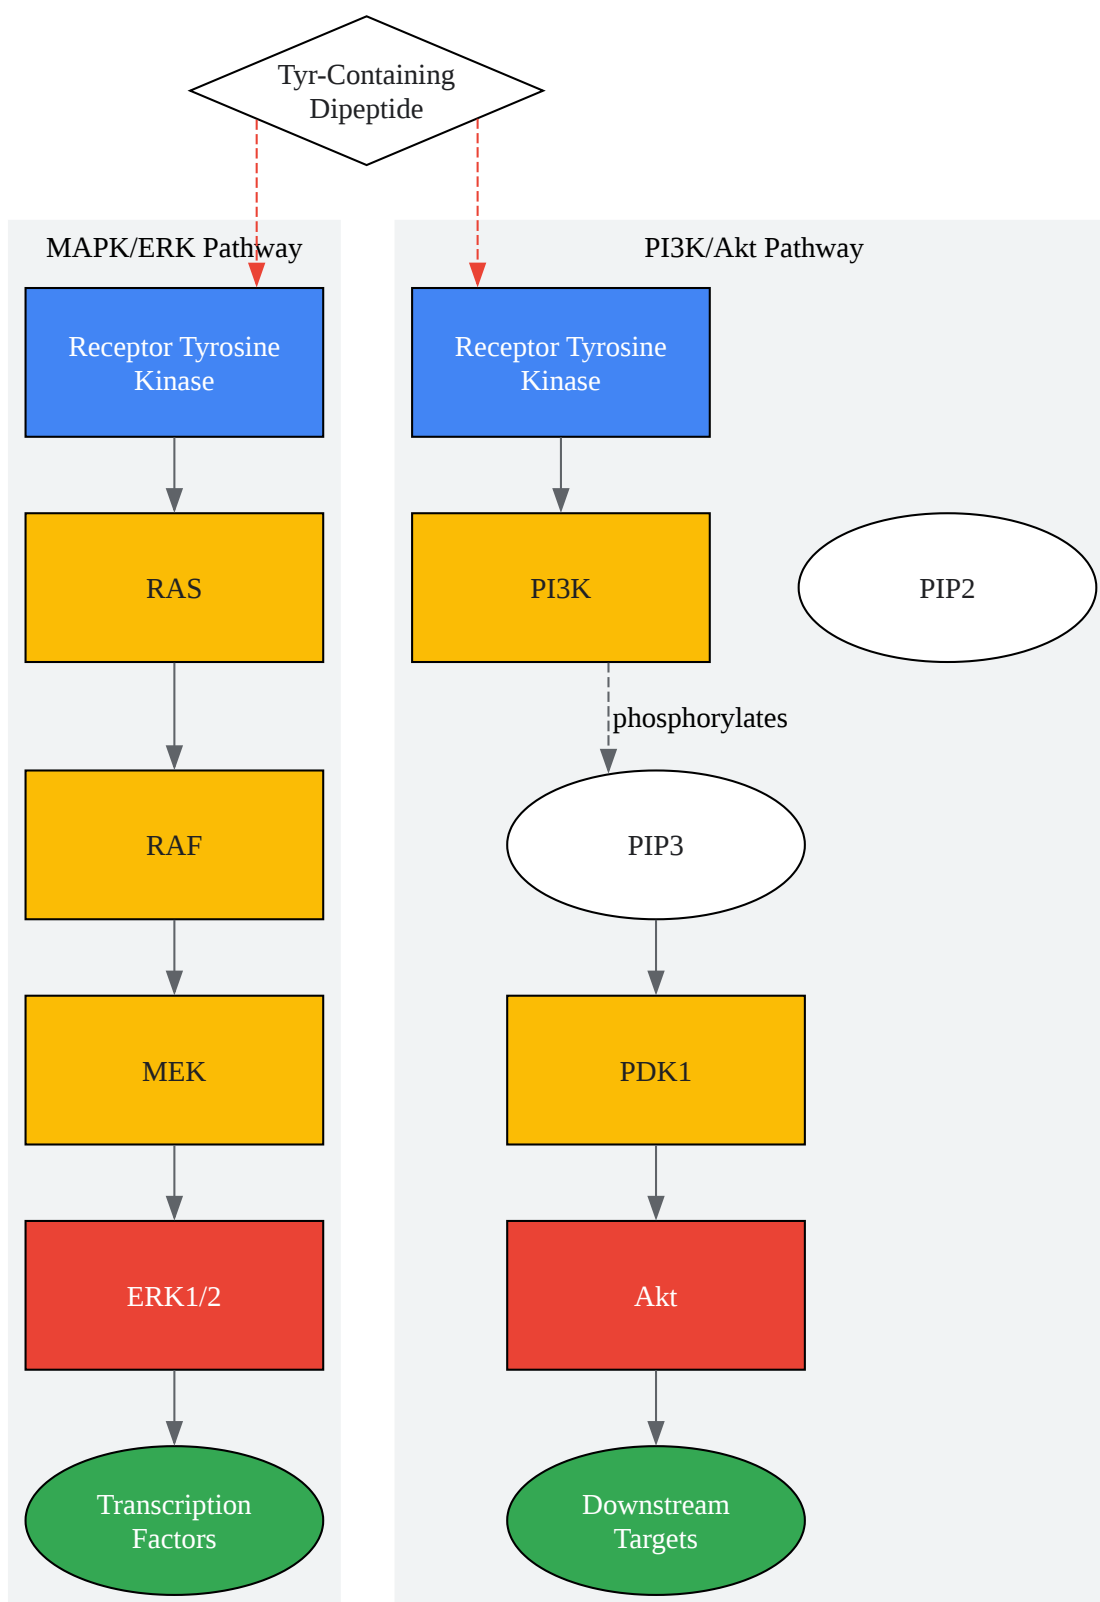 Tyr-Containing
Dipeptide
MAPK/ERK Pathway
Receptor Tyrosine
Kinase
RAS
RAF
MEK
ERK1/2
Transcription
Factors
PI3K/Akt Pathway
Receptor Tyrosine
Kinase
PI3K
PIP2
phosphorylates
PIP3
PDK1
Akt
Downstream
Targets